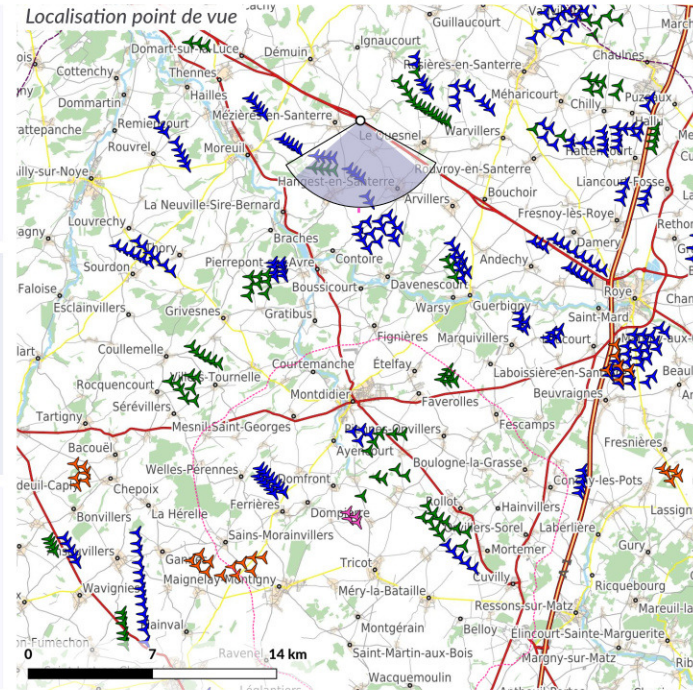 Localisation point de vue
Guillaucourt
Ignaucourt
Domart-sur-la-Luce
Démuin
Chaulnes
Cottenchy
Thennes
Rosières-en-Santerre
Hailles
Méharicourt
Chilly
Dommartin
Mézières-en-Santerre
Remiencourt
Le Quesnel
Warvillers
Rouvrel
Moreuil
Hattencourt
Rouvroy-en-Santerre
Hangest-en-Santerre
Liancourt-Fosse
Bouchoir
Arvillers
La Neuville-Sire-Bernard
Fresnoy-lès-Roye
Louvrechy
Braches
Damery
Thory
Contoire
Andechy
Sourdon
Pierrepont-sur-Avre
Davenescourt
Boussicourt
Roye
Faloise
Guerbigny
Esclainvillers
Grivesnes
Gratibus
Warsy
Saint-Mard
Fignières
Marquivillers
Coullemelle
Courtemanche
Ételfay
Rocquencourt
Villers-Tournelle
Montdidier
Faverolles
Beuvraignes
Sérévillers
Tartigny
Mesnil-Saint-Georges
Fescamps
Fresnières
Bacouël
Ayencourt
Welles-Pérennes
Boulogne-la-Grasse
Domfront
Conchy-les-Pots
Chepoix
Ferrières
Rollot
Hainvillers
Bonvillers
La Hérelle
Laberlière
Sains-Morainvillers
Mortemer
Gury
Tricot
Cuvilly
Wavignies
Maignelay-Montigny
Ricquebourg
Méry-la-Bataille
Ressons-sur-Matz
Montgérain
Belloy
Élincourt-Sainte-Marguerite
Ravenel
Saint-Martin-aux-Bois
Margny-sur-Matz
Wacquemoulin
0 7 14 km